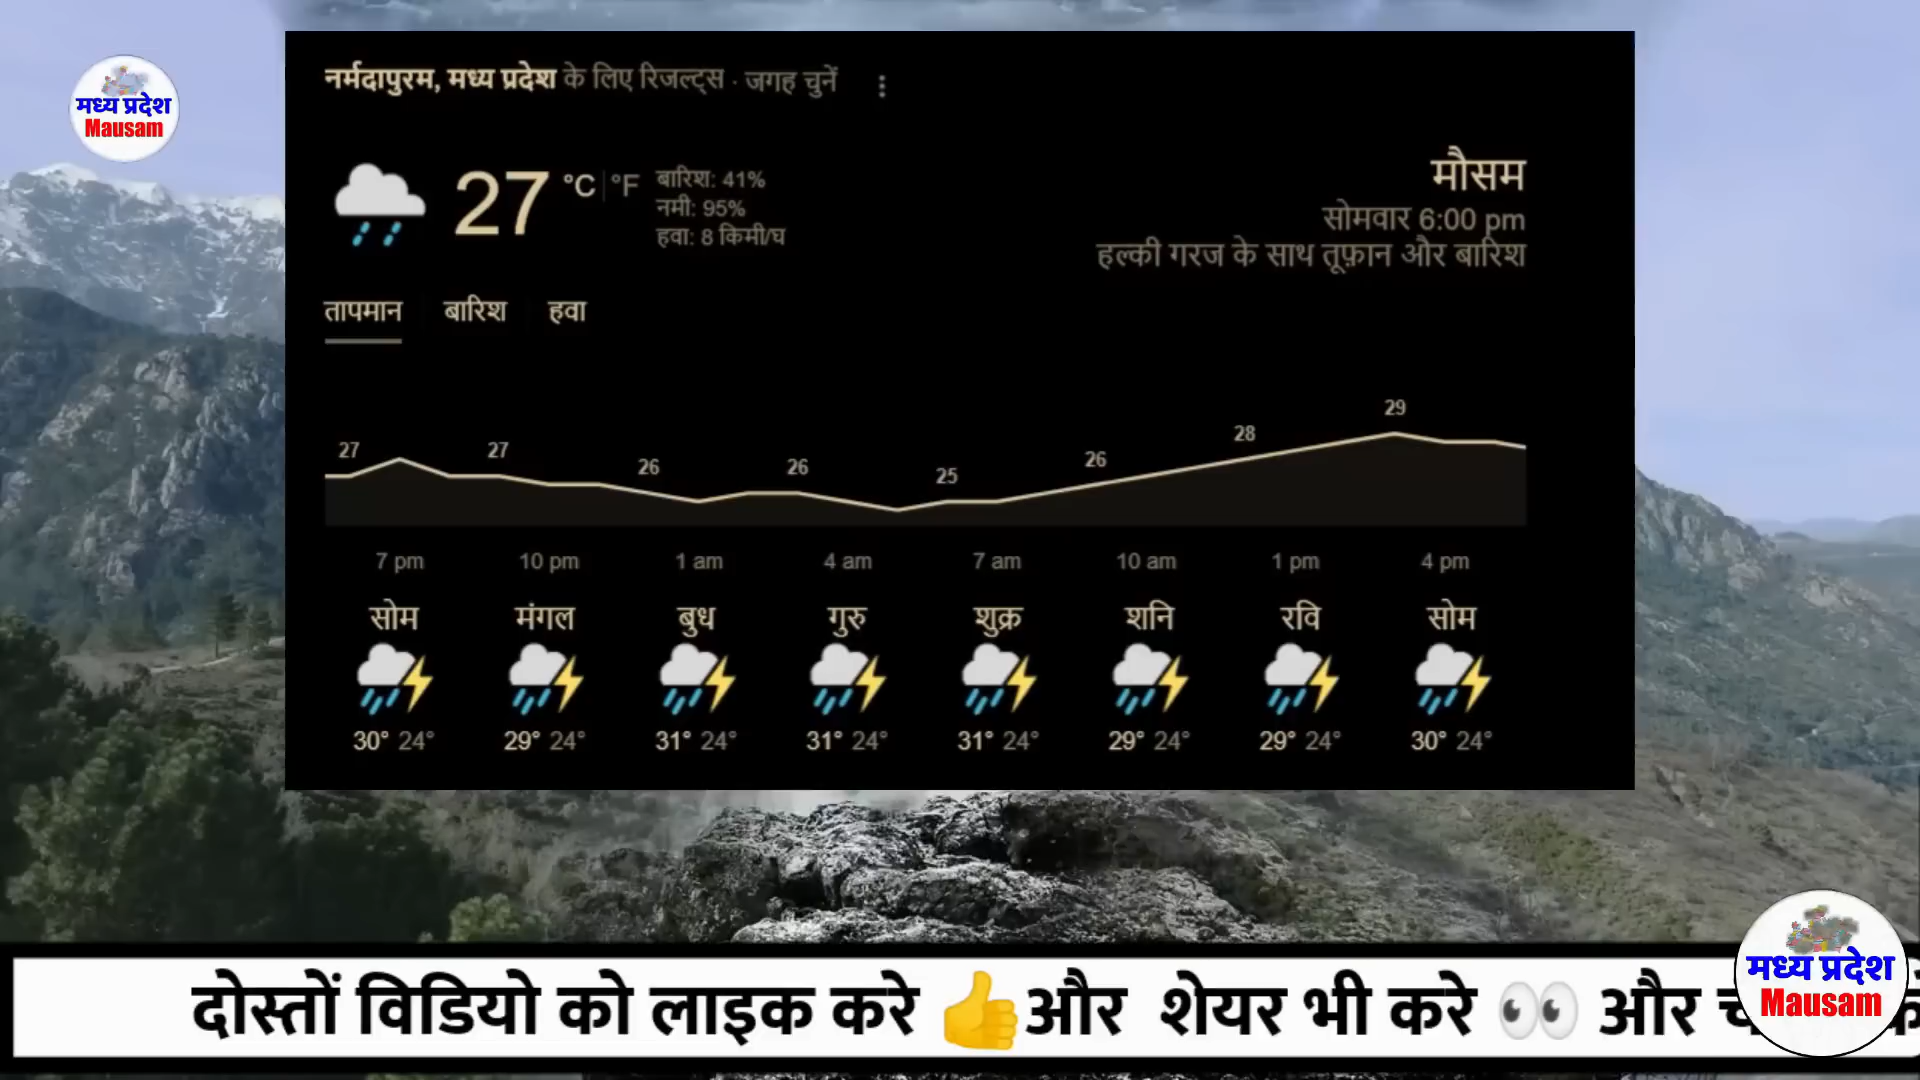 मध्य प्रदेश
Mausam
नर्मदापुरम, मध्य प्रदेश के लिए रिजल्ट्स · जगह चुनें
27 °C °F
बारिश: 41%
नमी: 95%
हवा: 8 किमी/घ
मौसम
सोमवार 6:00 pm
हल्की गरज के साथ तूफ़ान और बारिश
तापमान बारिश हवा
27 27 26 26 25 26 28 29
7 pm 10 pm 1 am 4 am 7 am 10 am 1 pm 4 pm
सोम मंगल बुध गुरु शुक्र शनि रवि सोम
30° 24° 29° 24° 31° 24° 31° 24° 31° 24° 29° 24° 29° 24° 30° 24°
दोस्तों विडियो को लाइक करे 👍और शेयर भी करे 👀 और
मध्य प्रदेश
Mausam